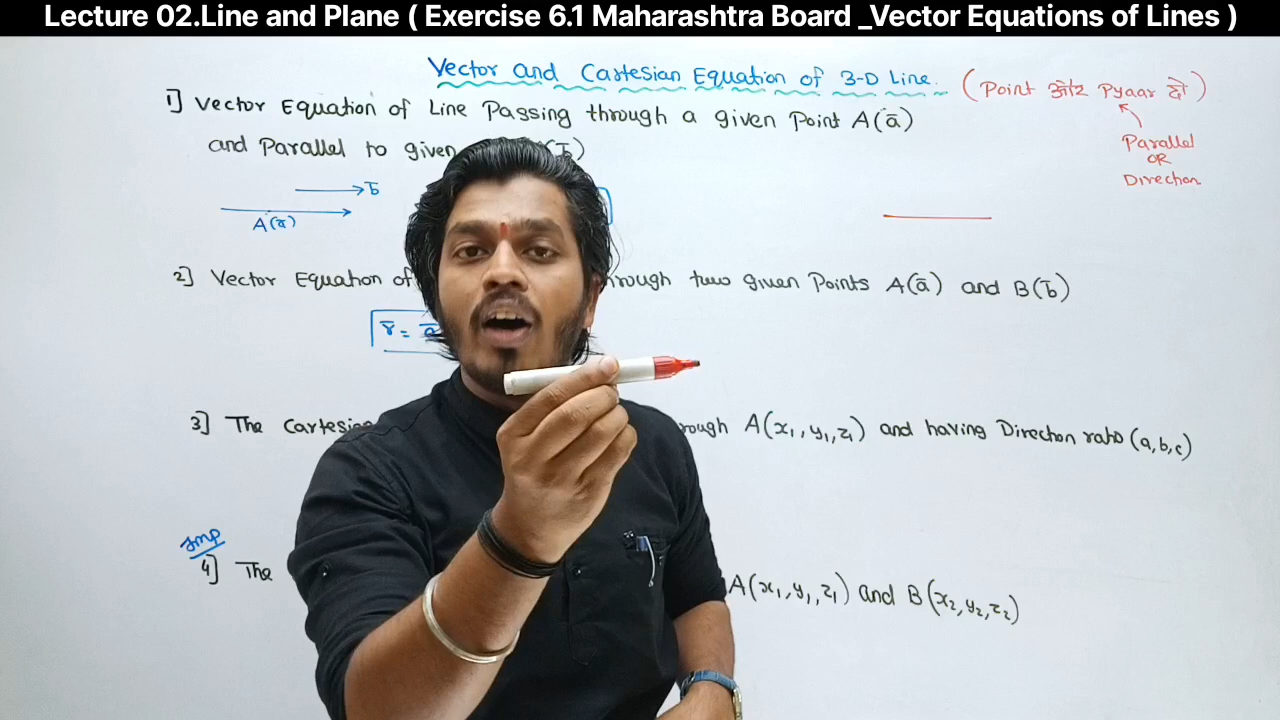 Lecture 02.Line and Plane ( Exercise 6.1 Maharashtra Board _Vector Equations of Lines )
Vector and Cartesian Equation of 3-D Line. (Point और Pyaar दो)
Parallel
OR
Direction
1] Vector Equation of Line Passing through a given Point A(ā)
and Parallel to given (b̄)
b̄
A(ā)
2] Vector Equation of through two given Points A(ā) and B(b̄)
r̄ = ā
3] The Cartesian through A(x₁, y₁, z₁) and having Direction ratio (a, b, c)
Imp
4] The A(x₁, y₁, z₁) and B(x₂, y₂, z₂)